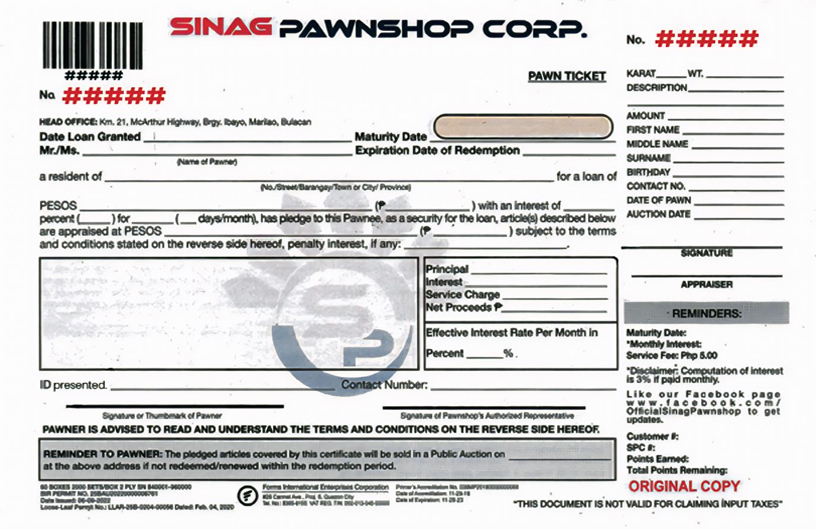 SINAG PAWNSHOP CORP.
#####
No. #####
No. #####
PAWN TICKET
HEAD OFFICE: Km. 21, McArthur Highway, Brgy. Ibayo, Marilao, Bulacan
Date Loan Granted Maturity Date
Mr./Ms. Expiration Date of Redemption
(Name of Pawner)
a resident of for a loan of
(No./Street/Barangay/Town or City/ Province)
PESOS (₱ ) with an interest of
percent ( ) for ( days/month), has pledge to this Pawnee, as a security for the loan, article(s) described below
are appraised at PESOS (₱ ) subject to the terms
and conditions stated on the reverse side hereof, penalty interest, if any: .
SP
Principal
Interest
Service Charge
Net Proceeds ₱
Effective Interest Rate Per Month in
Percent %.
ID presented. Contact Number:
Signature or Thumbmark of Pawner Signature of Pawnshop's Authorized Representative
PAWNER IS ADVISED TO READ AND UNDERSTAND THE TERMS AND CONDITIONS ON THE REVERSE SIDE HEREOF.
REMINDER TO PAWNER: The pledged articles covered by this certificate will be sold in a Public Auction on
at the above address if not redeemed/renewed within the redemption period.
60 BOXES 2000 SETS/BOX 2 PLY SN 840001-960000
BIR PERMIT NO.
Date Issued: 06-09-2022
Loose-Leaf Permit No.: LLAR-25B-0204-00056 Dated: Feb. 04, 2020
Forms International Enterprises Corporation
Proj. 8, Quezon City
Printer's Accreditation No.
Date of Accreditation: 11-29-18
Date of Expiration: 11-28-23
KARAT WT.
DESCRIPTION
AMOUNT
FIRST NAME
MIDDLE NAME
SURNAME
BIRTHDAY
CONTACT NO.
DATE OF PAWN
AUCTION DATE
SIGNATURE
APPRAISER
REMINDERS:
Maturity Date:
*Monthly Interest:
Service Fee: Php 5.00
*Disclaimer: Computation of interest
is 3% if paid monthly.
Like our Facebook page
www.facebook.com/
OfficialSinagPawnshop to get
updates.
Customer #:
SPC #:
Points Earned:
Total Points Remaining:
ORIGINAL COPY
"THIS DOCUMENT IS NOT VALID FOR CLAIMING INPUT TAXES"